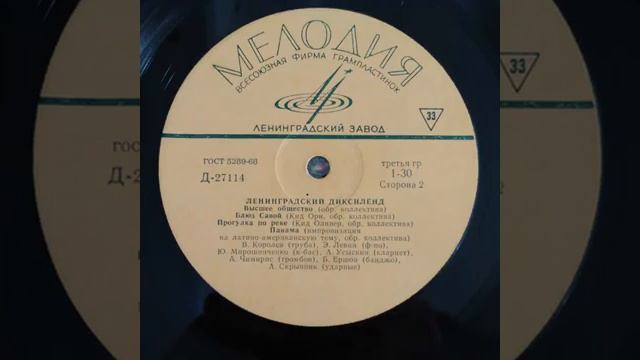 МЕЛОДИЯ
ВСЕСОЮЗНАЯ ФИРМА ГРАМПЛАСТИНОК
ЛЕНИНГРАДСКИЙ ЗАВОД
33
ГОСТ 5289-68
третья гр
Д-27114
1-30
Сторона 2
ЛЕНИНГРАДСКИЙ ДИКСИЛЕНД
Высшее общество (обр. коллектива)
Блюз Савой (Кид Ори, обр. коллектива)
Прогулка по реке (Кид Оливер, обр. коллектива)
Панама (импровизация
на латино-американскую тему, обр. коллектива)
В. Королев (труба), Э. Левин (ф-но),
Ю. Мирошниченко (к-бас), А. Усыскин (кларнет),
А. Чимирис (тромбон), Б. Ершов (банджо),
А. Скрыпник (ударные)